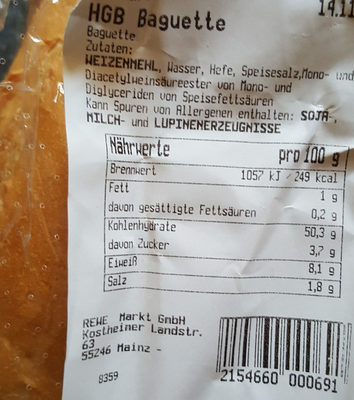 14.11
HGB Baguette
Baguette
Zutaten:
WEIZENMEHL, Wasser, Hefe, Speisesalz,Mono- und
Diacetylweinsäureester von Mono- und
Diglyceriden von Speisefettsäuren
Kann Spuren von Allergenen enthalten: SOJA-,
MILCH- und LUPINENERZEUGNISSE
Nährwerte pro 100 g
Brennwert 1057 kJ / 249 kcal
Fett 1 g
davon gesättigte Fettsäuren 0,2 g
Kohlenhydrate 50,3 g
davon Zucker 3,7 g
Eiweiß 8,1 g
Salz 1,8 g
REWE Markt GmbH
Kostheiner Landstr.
63
55246 Mainz -
8359
2154660 000691